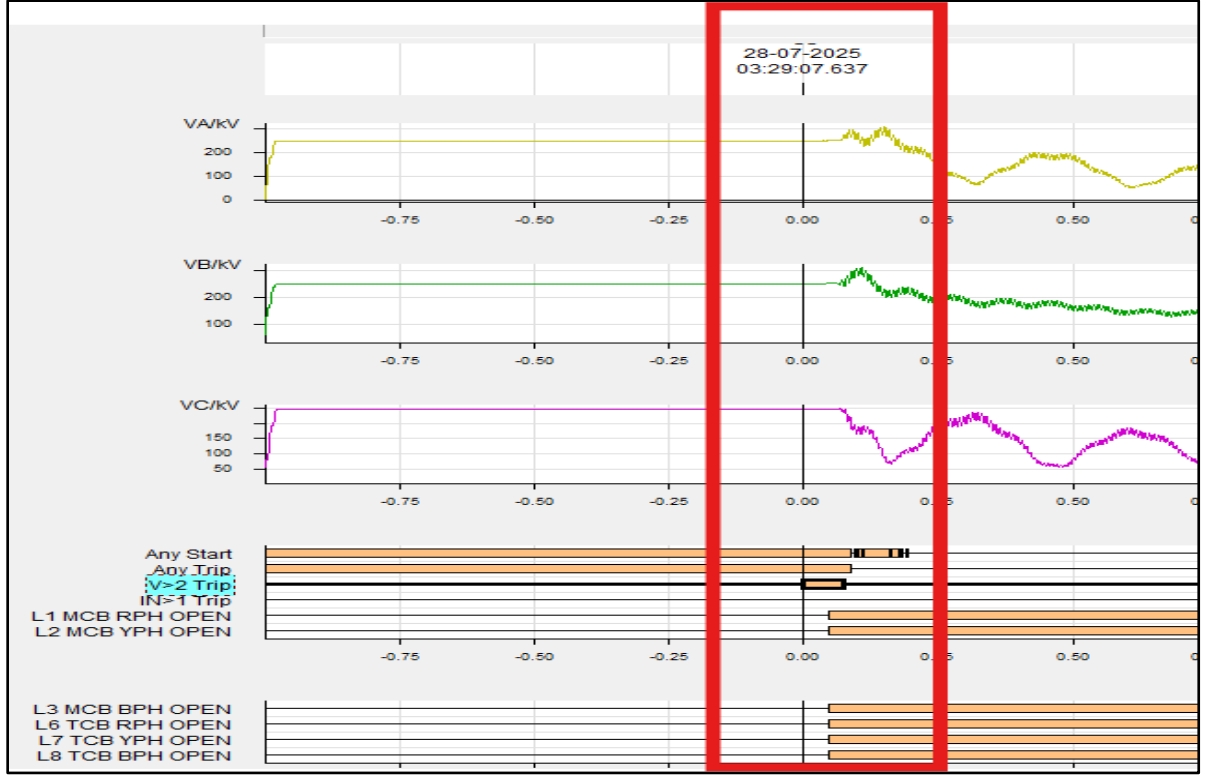 28-07-2025
03:29:07.637
VA/kV
200
100
0
-0.75 -0.50 -0.25 0.00 0.50
VB/kV
200
100
-0.75 -0.50 -0.25 0.00 0.50
VC/kV
150
100
50
-0.75 -0.50 -0.25 0.00 0.50
Any Start
Any Trip
V>2 Trip
IN>1 Trip
L1 MCB RPH OPEN
L2 MCB YPH OPEN
-0.75 -0.50 -0.25 0.00 0.50
L3 MCB BPH OPEN
L6 TCB RPH OPEN
L7 TCB YPH OPEN
L8 TCB BPH OPEN